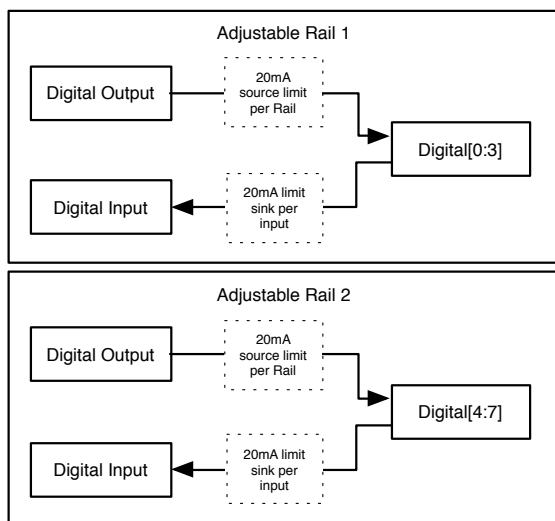 Adjustable Rail 1
Digital Output
20mA
source limit
per Rail
Digital[0:3]
Digital Input
20mA limit
sink per
input
Adjustable Rail 2
Digital Output
20mA
source limit
per Rail
Digital[4:7]
Digital Input
20mA limit
sink per
input